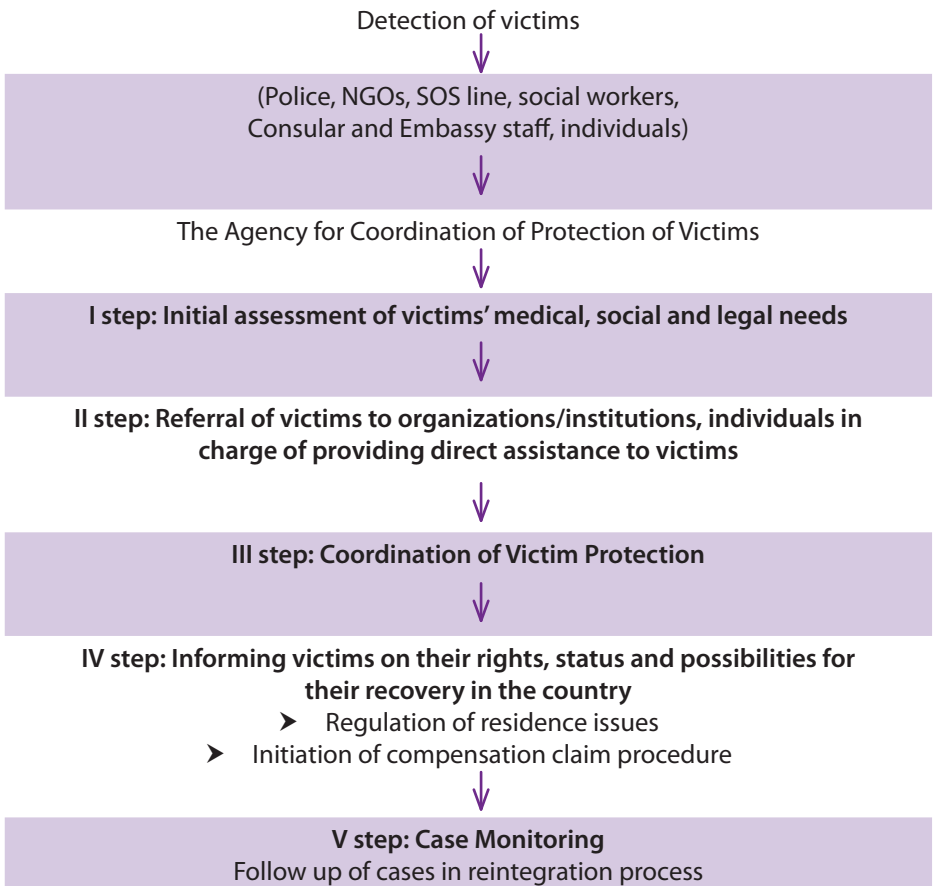 Detection of victims
(Police, NGOs, SOS line, social workers,
Consular and Embassy staff, individuals)
The Agency for Coordination of Protection of Victims
I step: Initial assessment of victims’ medical, social and legal needs
II step: Referral of victims to organizations/institutions, individuals in
charge of providing direct assistance to victims
III step: Coordination of Victim Protection
IV step: Informing victims on their rights, status and possibilities for
their recovery in the country
➤ Regulation of residence issues
➤ Initiation of compensation claim procedure
V step: Case Monitoring
Follow up of cases in reintegration process